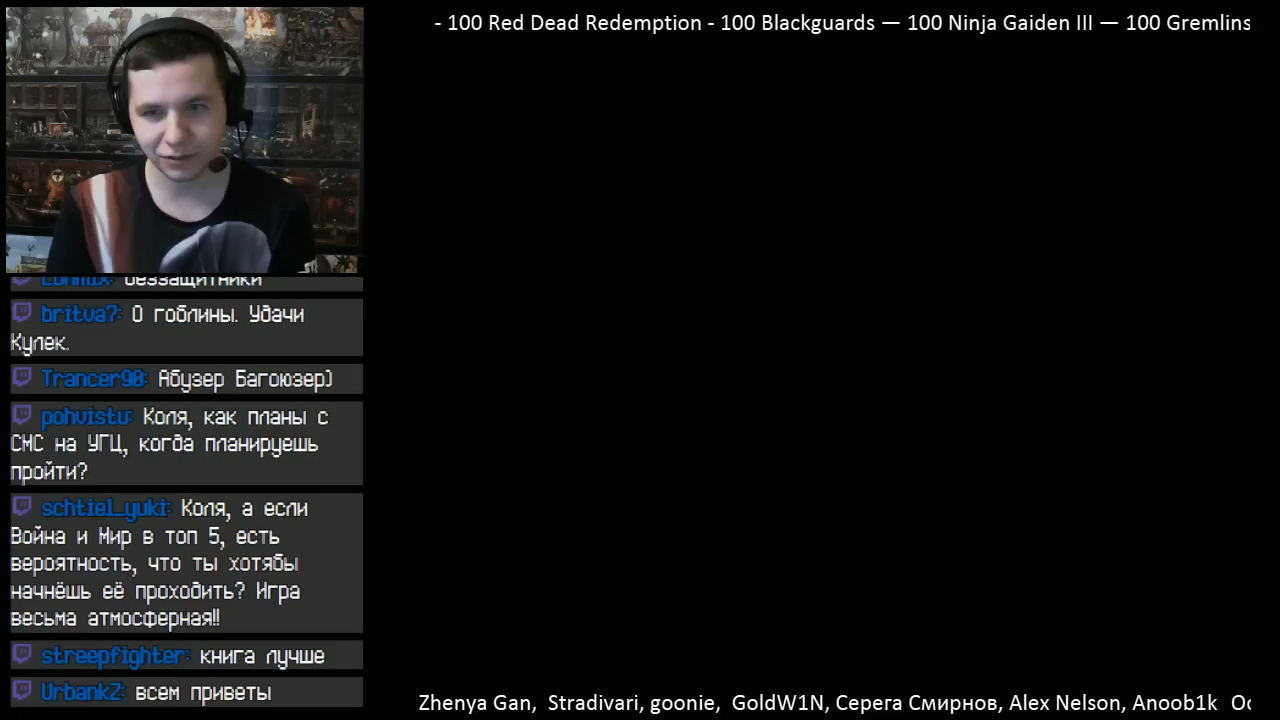 - 100 Red Dead Redemption - 100 Blackguards — 100 Ninja Gaiden III — 100 Gremlins
беззащитники
britva7: О гоблины. Удачи
Кулек.
Trancer90: Абузер Багоюзер)
pohvistu: Коля, как планы с
СМС на УГЦ, когда планируешь
пройти?
schtiel_yuki: Коля, а если
Война и Мир в топ 5, есть
вероятность, что ты хотябы
начнёшь её проходить? Игра
весьма атмосферная!!
streepfighter: книга лучше
UrbankZ: всем приветы
Zhenya Gan, Stradivari, goonie, GoldW1N, Серега Смирнов, Alex Nelson, Anoob1k